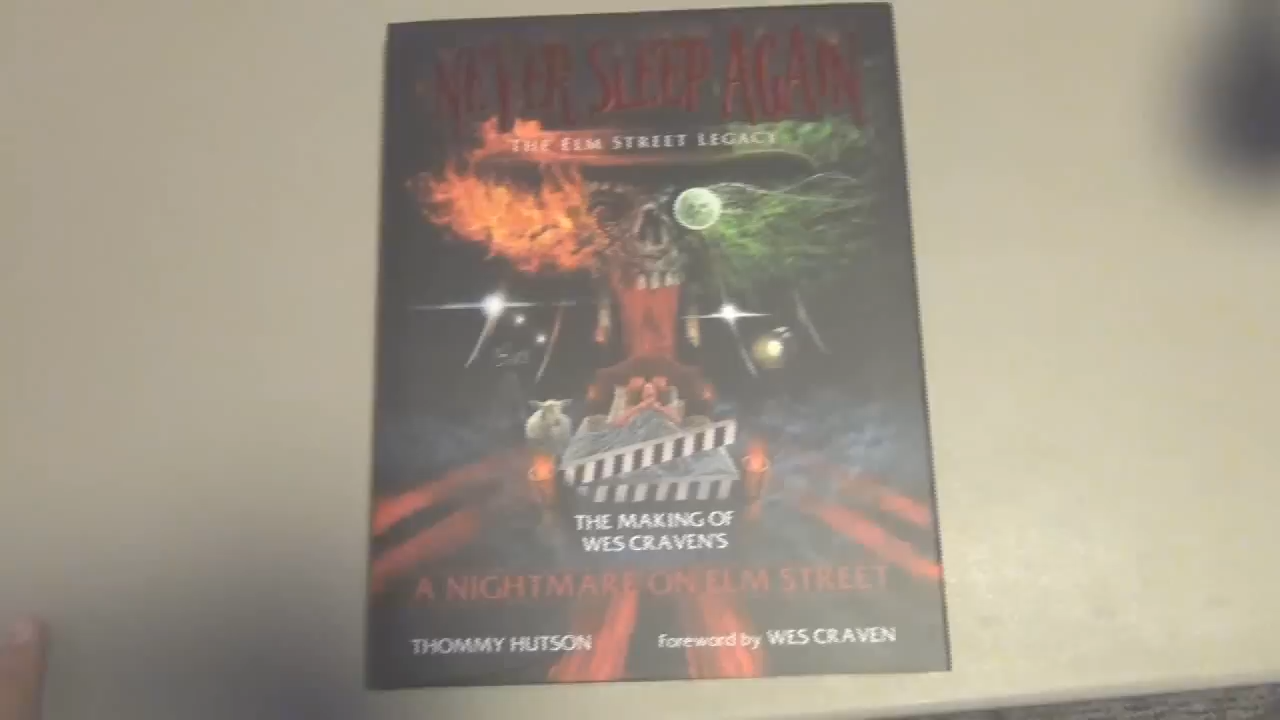 NEVER SLEEP AGAIN
THE ELM STREET LEGACY
THE MAKING OF
WES CRAVEN'S
A NIGHTMARE ON ELM STREET
THOMMY HUTSON Foreword by WES CRAVEN